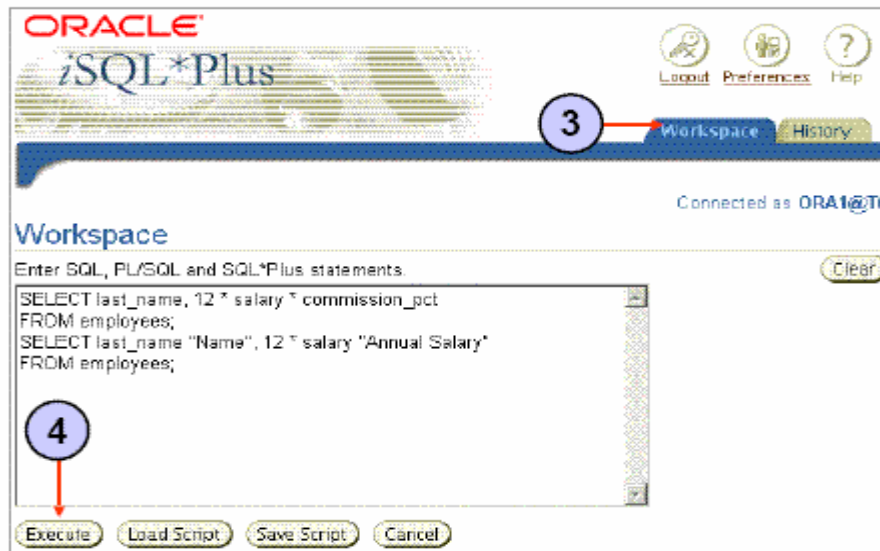 ORACLE
iSQL*Plus
Logout Preferences Help
3
Workspace History
Connected as ORA1@
Workspace
Enter SQL, PL/SQL and SQL*Plus statements.
Clear
SELECT last_name, 12 * salary * commission_pct
FROM employees;
SELECT last_name "Name", 12 * salary "Annual Salary"
FROM employees;
4
Execute Load Script Save Script Cancel